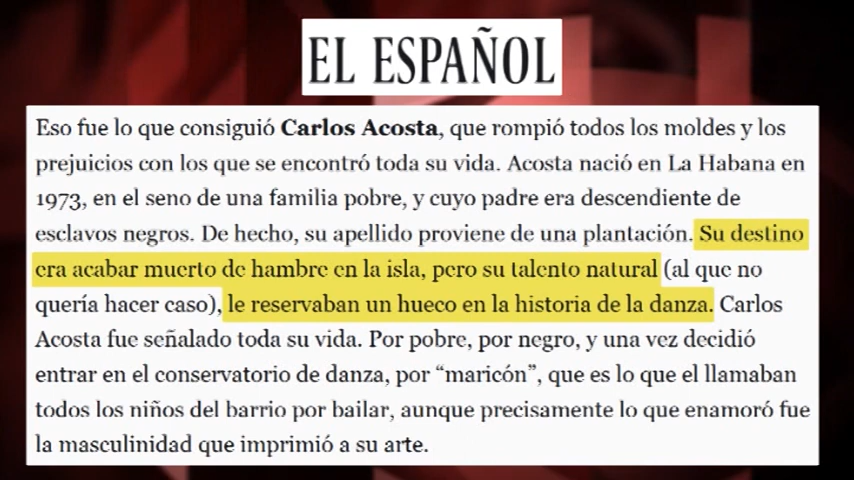 EL ESPAÑOL
Eso fue lo que consiguió Carlos Acosta, que rompió todos los moldes y los
prejuicios con los que se encontró toda su vida. Acosta nació en La Habana en
1973, en el seno de una familia pobre, y cuyo padre era descendiente de
esclavos negros. De hecho, su apellido proviene de una plantación. Su destino
era acabar muerto de hambre en la isla, pero su talento natural (al que no
quería hacer caso), le reservaban un hueco en la historia de la danza. Carlos
Acosta fue señalado toda su vida. Por pobre, por negro, y una vez decidió
entrar en el conservatorio de danza, por “maricón”, que es lo que el llamaban
todos los niños del barrio por bailar, aunque precisamente lo que enamoró fue
la masculinidad que imprimió a su arte.